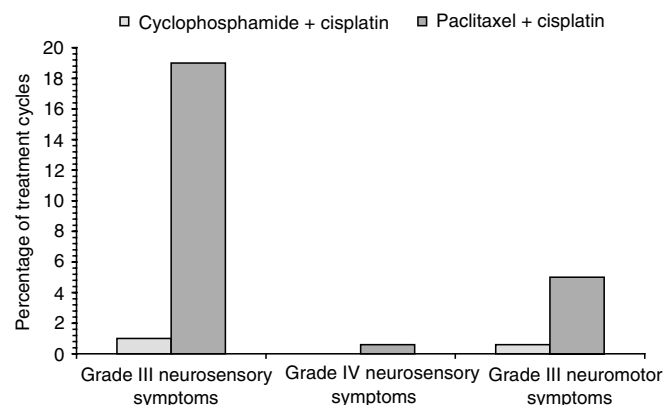 Cyclophosphamide + cisplatin Paclitaxel + cisplatin
Percentage of treatment cycles
20
18
16
14
12
10
8
6
4
2
0
Grade III neurosensory symptoms
Grade IV neurosensory symptoms
Grade III neuromotor symptoms